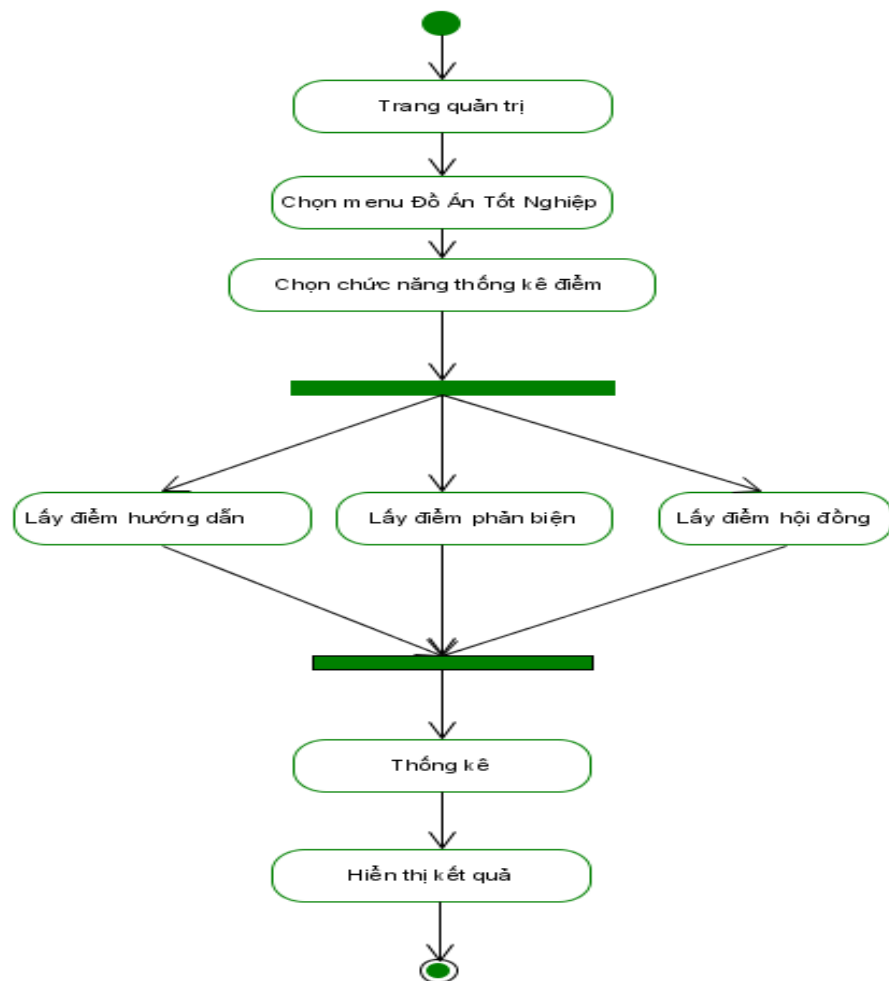 Trang quản trị
Chọn menu Đồ Án Tốt Nghiệp
Chọn chức năng thống kê điểm
Lấy điểm hướng dẫn
Lấy điểm phản biện
Lấy điểm hội đồng
Thống kê
Hiển thị kết quả